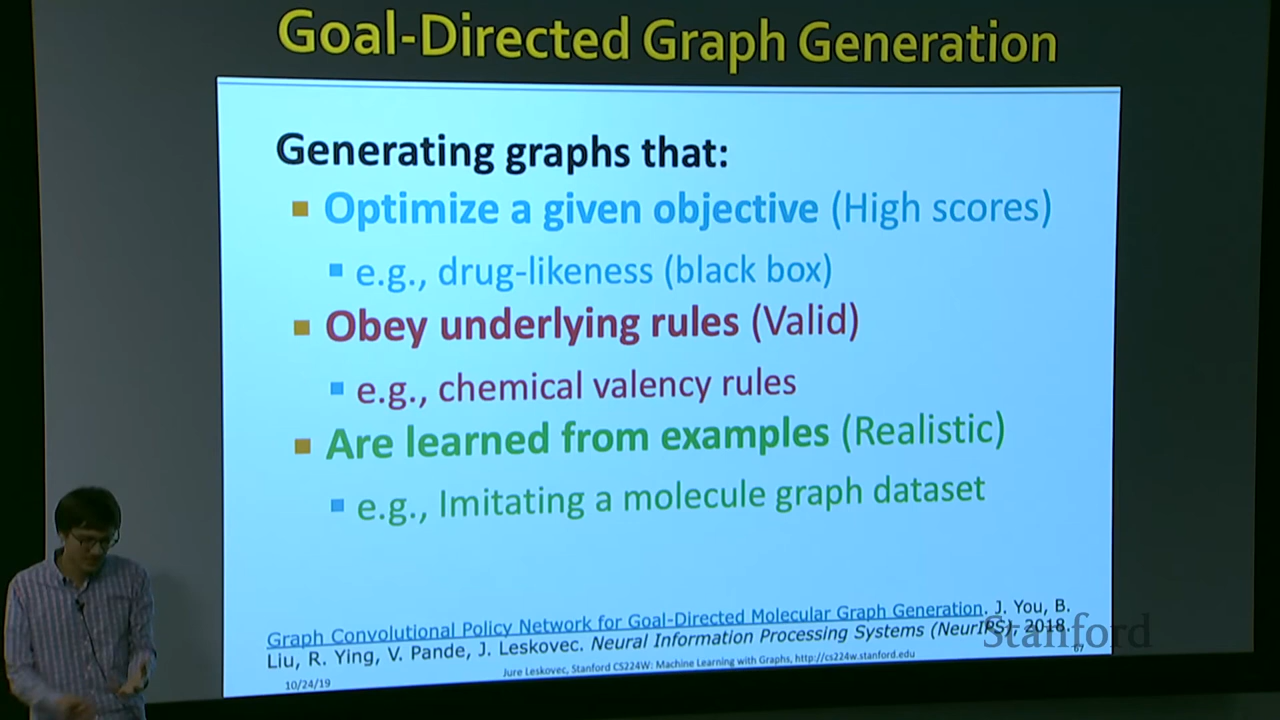 Goal-Directed Graph Generation
Generating graphs that:
Optimize a given objective (High scores)
e.g., drug-likeness (black box)
Obey underlying rules (Valid)
e.g., chemical valency rules
Are learned from examples (Realistic)
e.g., Imitating a molecule graph dataset
Graph Convolutional Policy Network for Goal-Directed Molecular Graph Generation. J. You, B.
Liu, R. Ying, V. Pande, J. Leskovec. Neural Information Processing Systems (NeurIPS), 2018.
Stanford
10/24/19
Jure Leskovec, Stanford CS224W: Machine Learning with Graphs, http://cs224w.stanford.edu
67